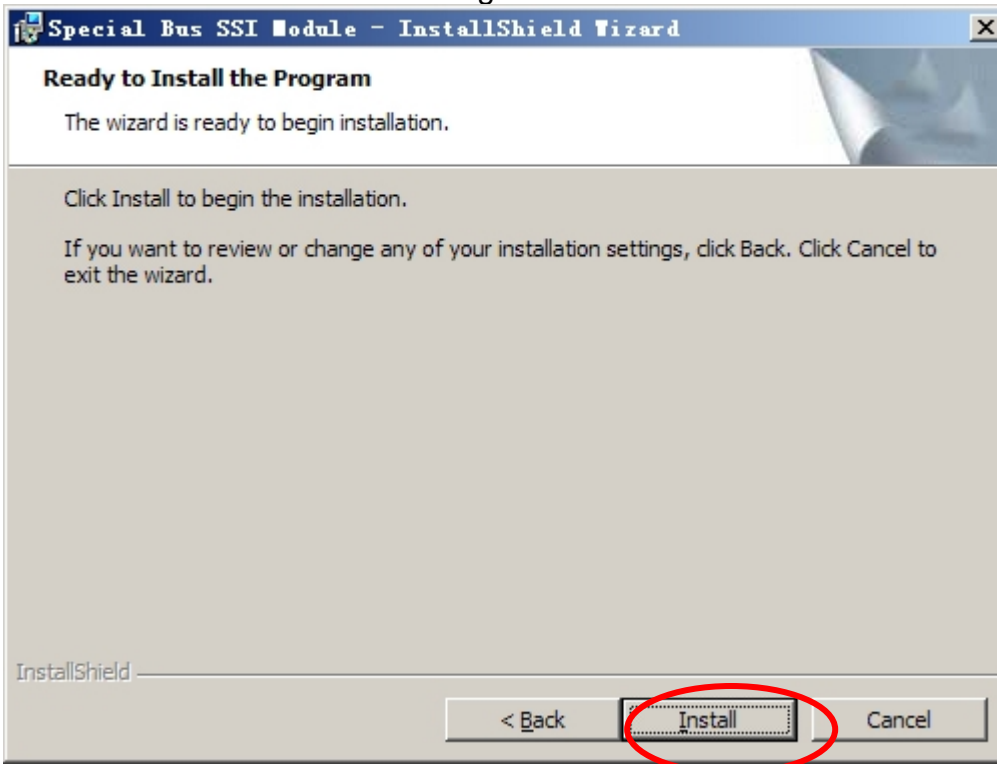 Special Bus SSI Module - InstallShield Wizard
Ready to Install the Program
The wizard is ready to begin installation.
Click Install to begin the installation.
If you want to review or change any of your installation settings, click Back. Click Cancel to
exit the wizard.
InstallShield
< Back Install Cancel